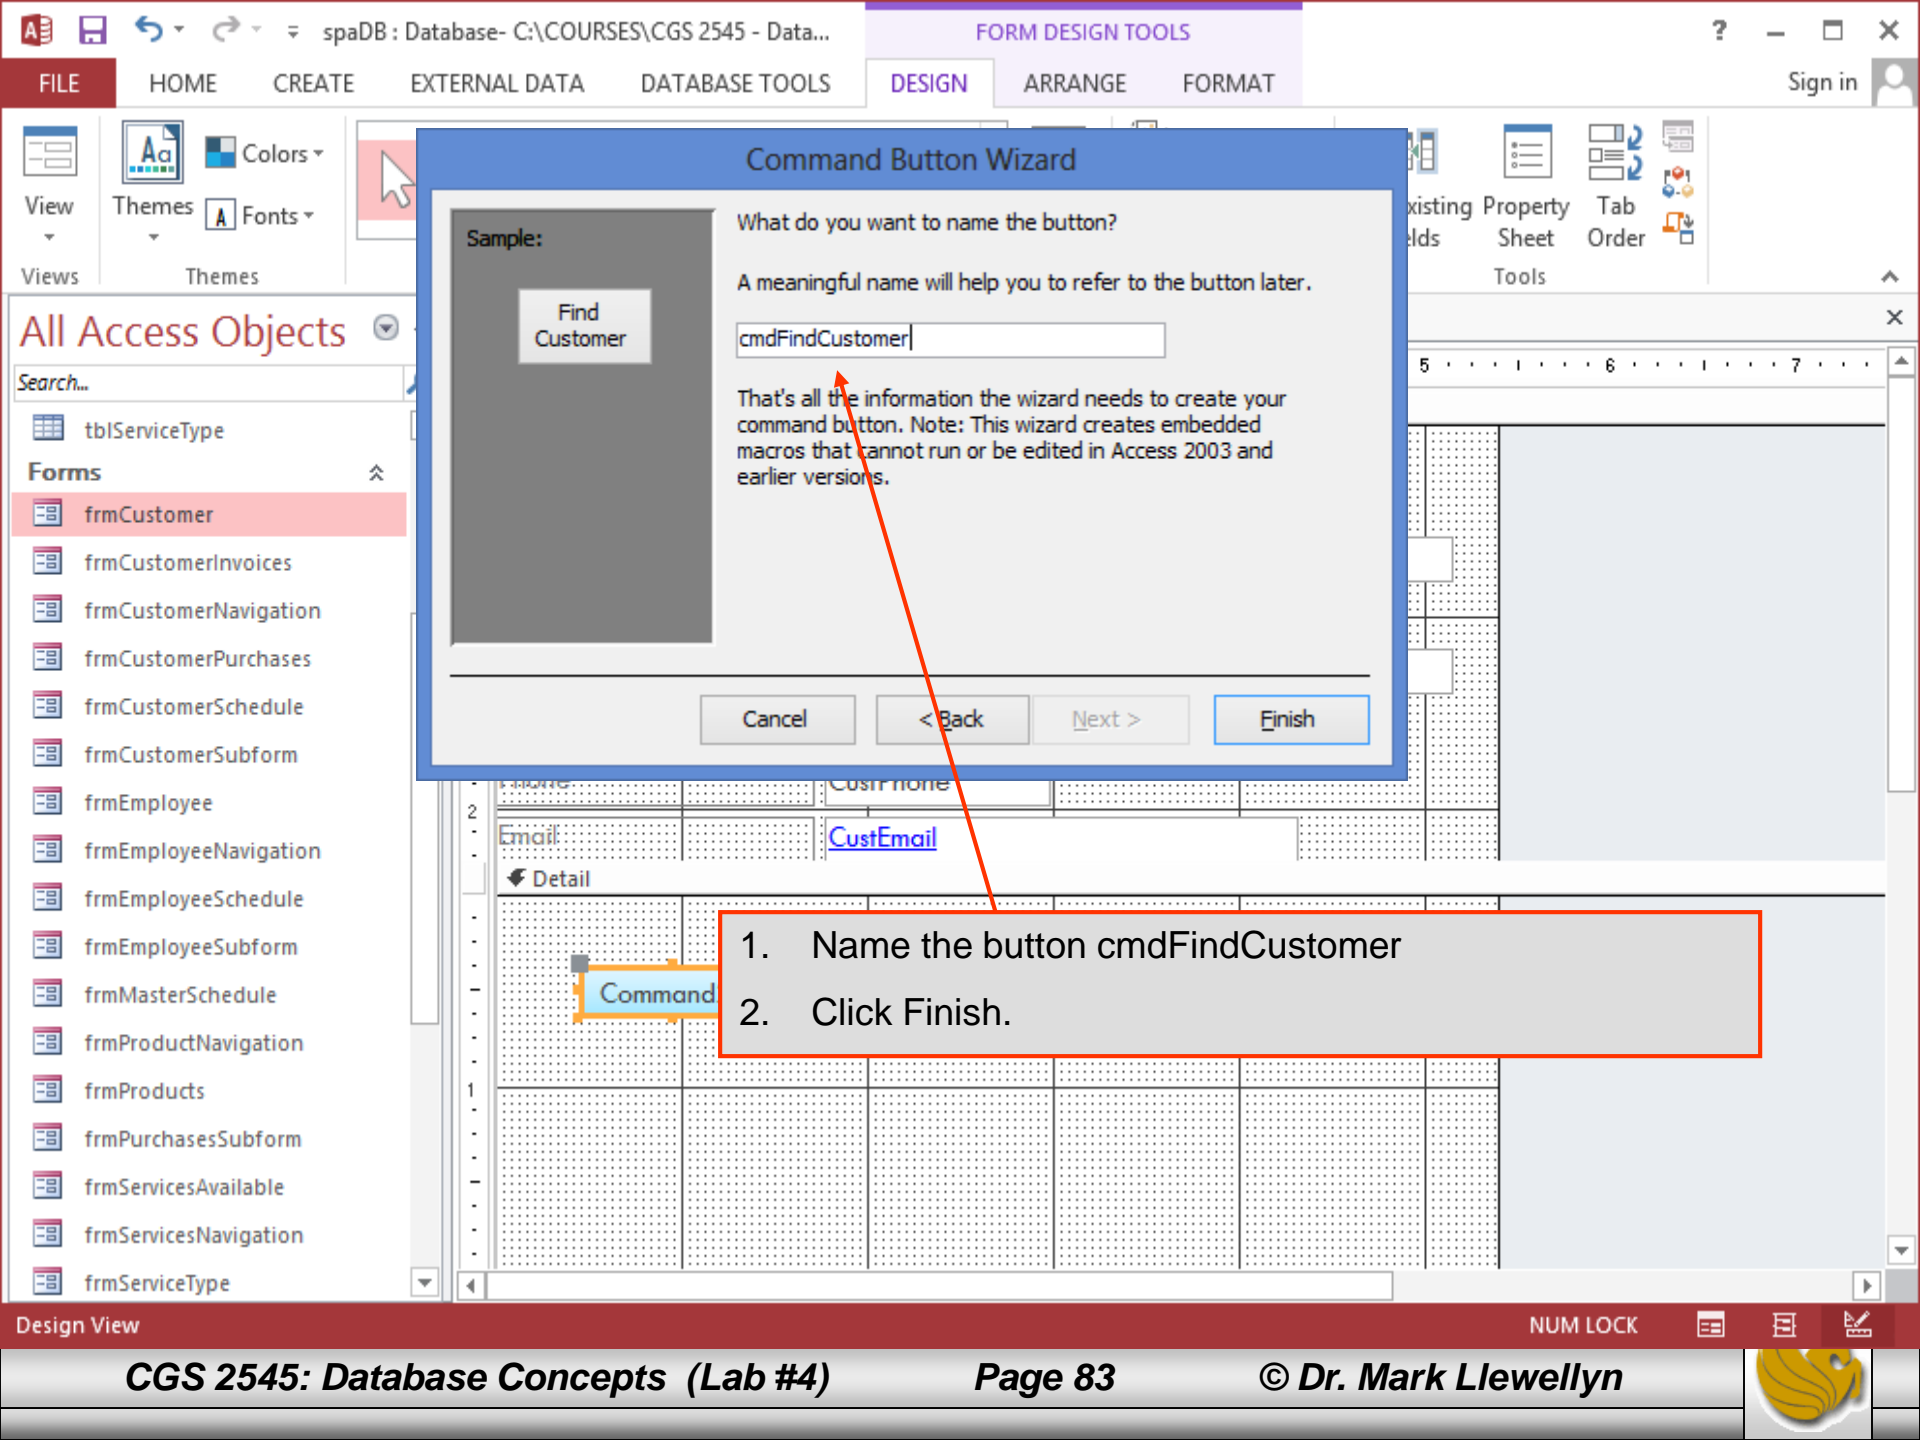 spaDB : Database- C:\COURSES\CGS 2545 - Data...
FORM DESIGN TOOLS
?
FILE HOME CREATE EXTERNAL DATA DATABASE TOOLS DESIGN ARRANGE FORMAT Sign in
View
Themes
Colors
Fonts
xisting
lds
Property
Sheet
Tab
Order
Views
Themes
Tools
Command Button Wizard
Sample:
Find
Customer
What do you want to name the button?
A meaningful name will help you to refer to the button later.
cmdFindCustomer
That's all the information the wizard needs to create your
command button. Note: This wizard creates embedded
macros that cannot run or be edited in Access 2003 and
earlier versions.
Cancel
< Back
Next >
Finish
All Access Objects
Search...
tblServiceType
Forms
frmCustomer
frmCustomerInvoices
frmCustomerNavigation
frmCustomerPurchases
frmCustomerSchedule
frmCustomerSubform
frmEmployee
frmEmployeeNavigation
frmEmployeeSchedule
frmEmployeeSubform
frmMasterSchedule
frmProductNavigation
frmProducts
frmPurchasesSubform
frmServicesAvailable
frmServicesNavigation
frmServiceType
5 6 7
2
1
Phone CustPhone
Email CustEmail
Detail
Command
1. Name the button cmdFindCustomer
2. Click Finish.
Design View
NUM LOCK
CGS 2545: Database Concepts (Lab #4) Page 83 © Dr. Mark Llewellyn